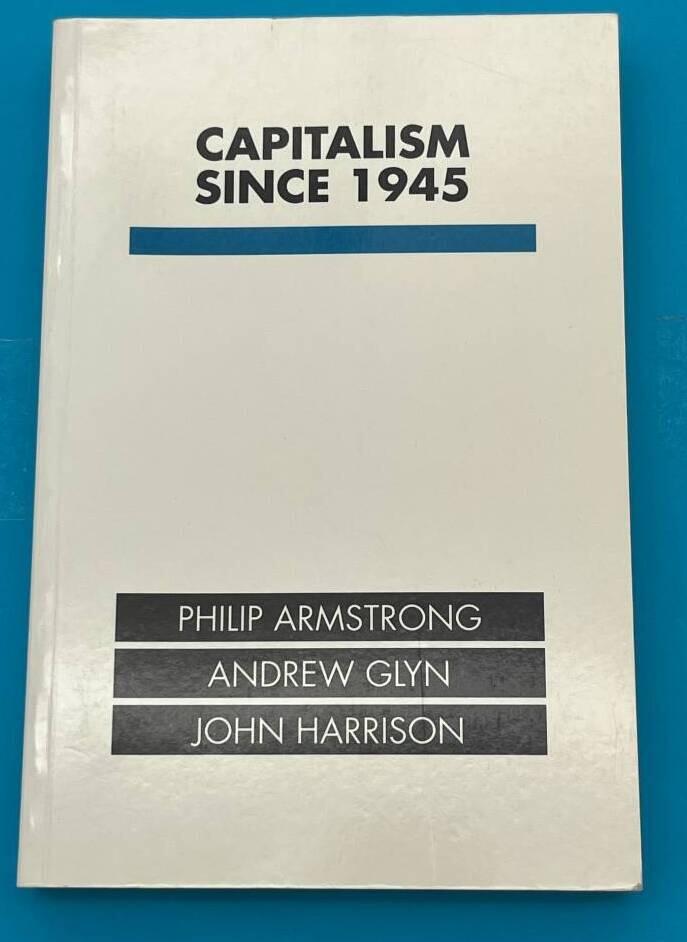 CAPITALISM
SINCE 1945
PHILIP ARMSTRONG
ANDREW GLYN
JOHN HARRISON